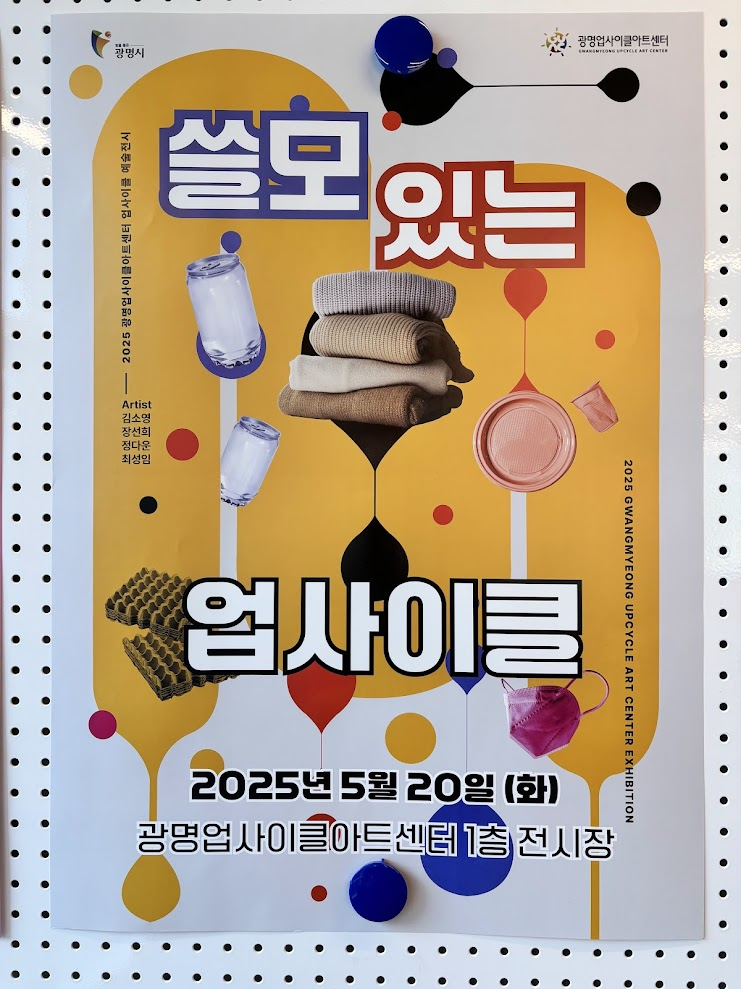 빛을 품은
광명시
광명업사이클아트센터
GWANGMYEONG UPCYCLE ART CENTER
쓸모
있는
2025 광명업사이클아트센터 업사이클 예술전시
Artist
김소영
장선희
정다운
최성임
2025 GWANGMYEONG UPCYCLE ART CENTER EXHIBITION
업사이클
2025년 5월 20일 (화)
광명업사이클아트센터 1층 전시장